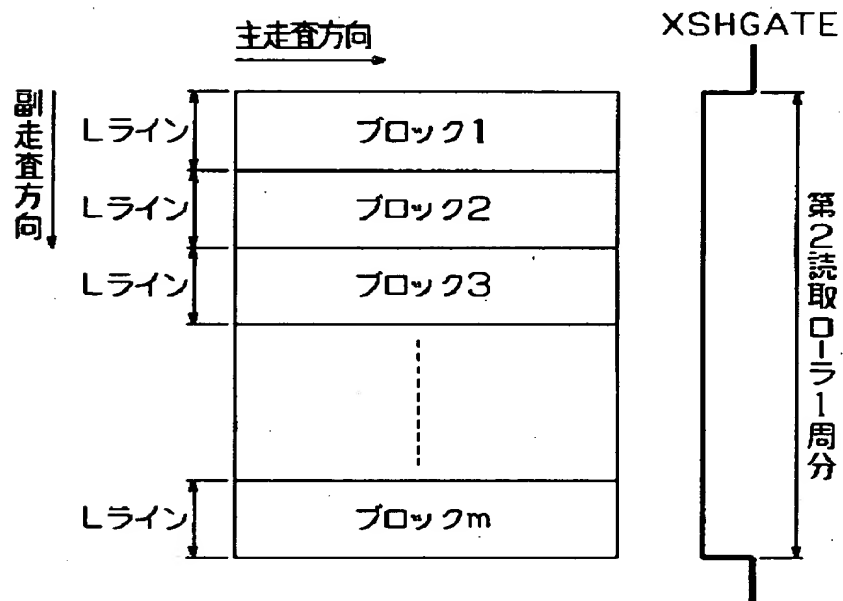 XSHGATE
主走査方向
副走査方向
Lライン
ブロック1
Lライン
ブロック2
Lライン
ブロック3
第2読取ローラ1周分
Lライン
ブロックm